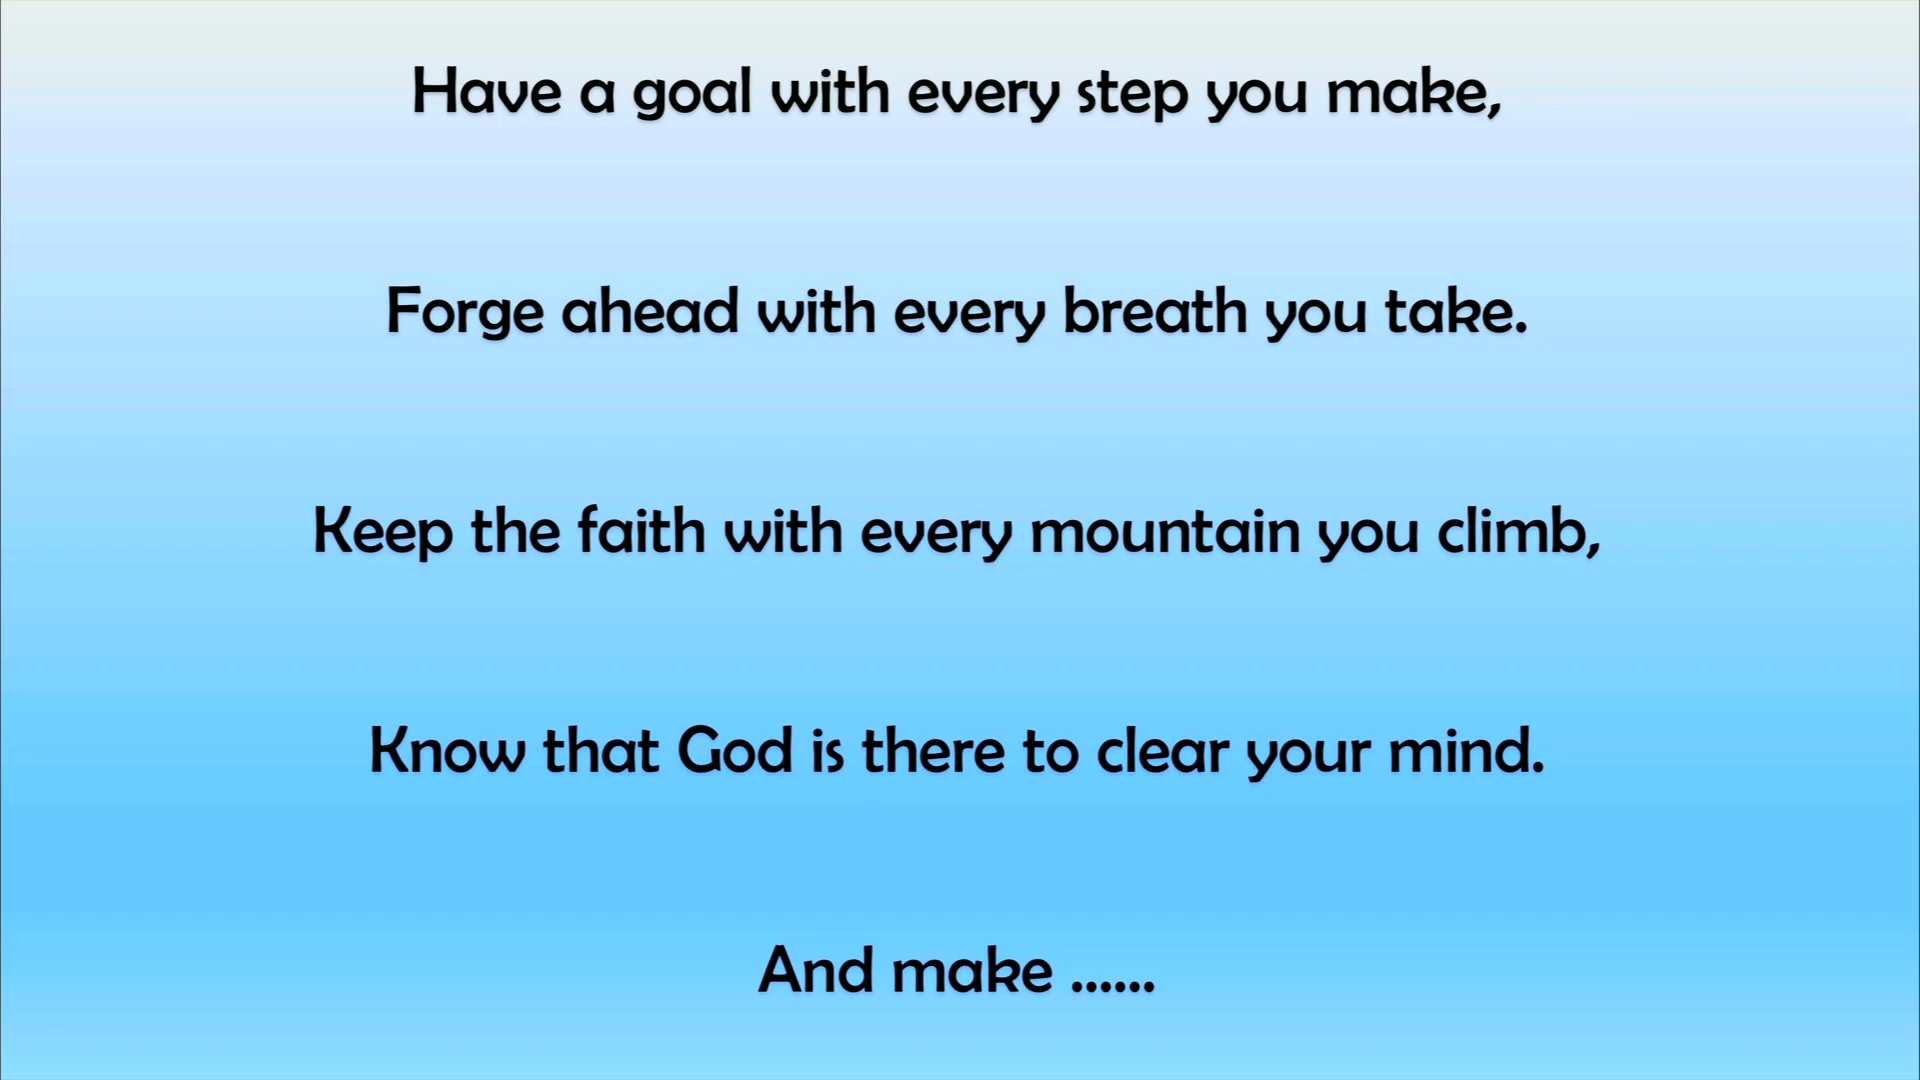 Have a goal with every step you make,
Forge ahead with every breath you take.
Keep the faith with every mountain you climb,
Know that God is there to clear your mind.
And make ......